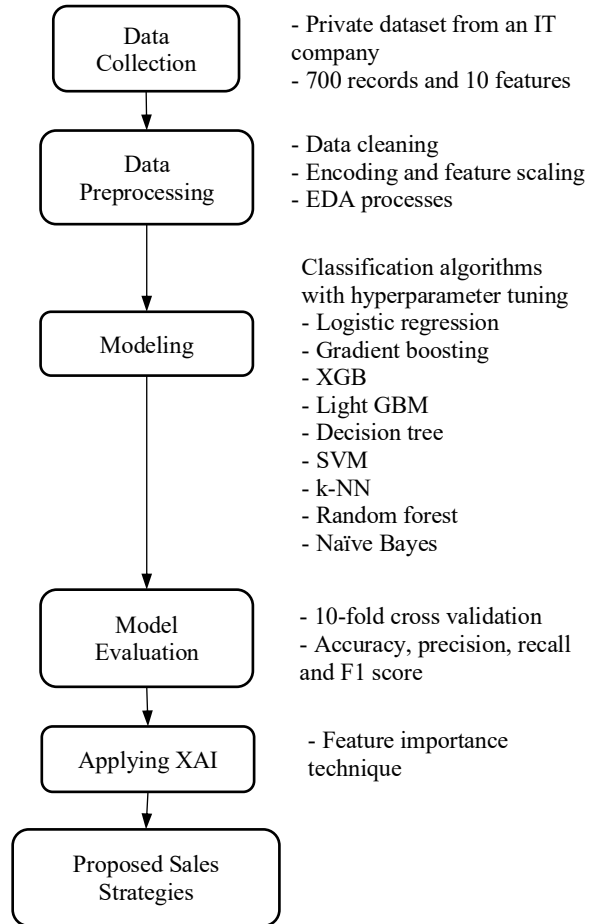 Data
Collection
- Private dataset from an IT
company
- 700 records and 10 features
Data
Preprocessing
- Data cleaning
- Encoding and feature scaling
- EDA processes
Modeling
Classification algorithms
with hyperparameter tuning
- Logistic regression
- Gradient boosting
- XGB
- Light GBM
- Decision tree
- SVM
- k-NN
- Random forest
- Naïve Bayes
Model
Evaluation
- 10-fold cross validation
- Accuracy, precision, recall
and F1 score
Applying XAI
- Feature importance
technique
Proposed Sales
Strategies